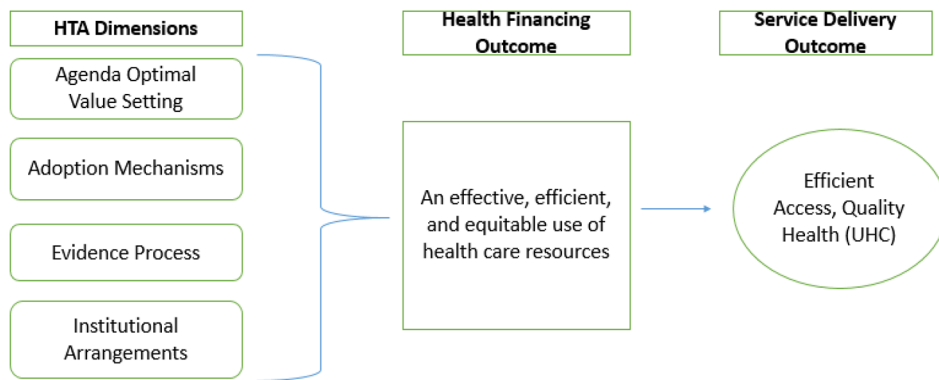 HTA Dimensions
Agenda Optimal
Value Setting
Adoption Mechanisms
Evidence Process
Institutional
Arrangements
Health Financing
Outcome
An effective, efficient,
and equitable use of
health care resources
Service Delivery
Outcome
Efficient
Access, Quality
Health (UHC)